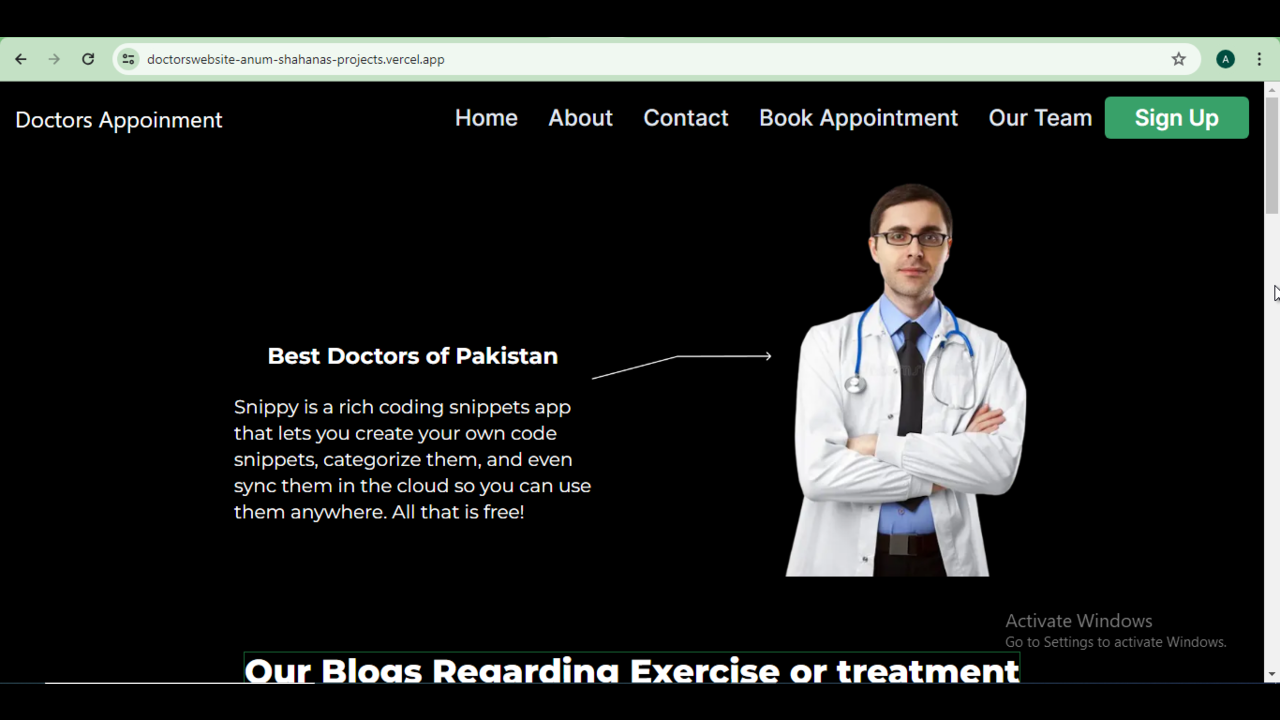 doctorswebsite-anum-shahanas-projects.vercel.app
A
Doctors Appoinment
Home
About
Contact
Book Appointment
Our Team
Sign Up
Best Doctors of Pakistan
Snippy is a rich coding snippets app
that lets you create your own code
snippets, categorize them, and even
sync them in the cloud so you can use
them anywhere. All that is free!
Activate Windows
Go to Settings to activate Windows.
Our Blogs Regarding Exercise or treatment